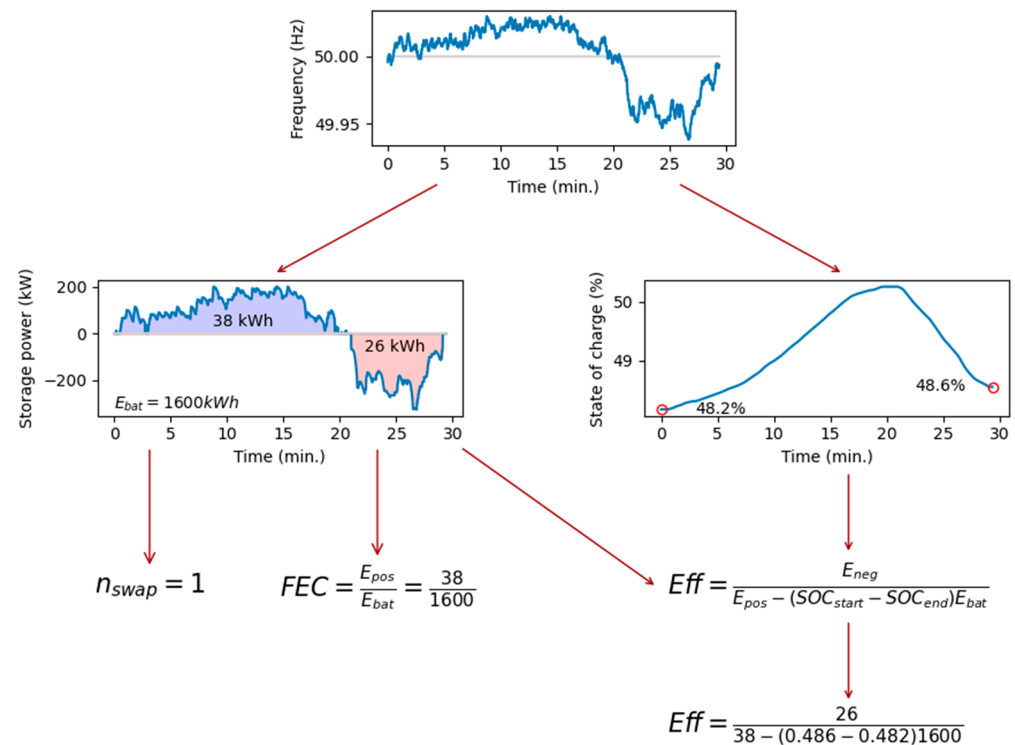 Frequency (Hz)
50.00
49.95
0 5 10 15 20 25 30
Time (min.)
Storage power (kW)
200
0
−200
38 kWh
26 kWh
E_bat = 1600kWh
0 5 10 15 20 25 30
Time (min.)
State of charge (%)
50
49
48.2%
48.6%
0 5 10 15 20 25 30
Time (min.)
n_swap = 1
FEC = E_pos/E_bat = 38/1600
Eff = E_neg/(E_pos − (SOC_start − SOC_end)E_bat)
Eff = 26/(38 − (0.486 − 0.482)1600)